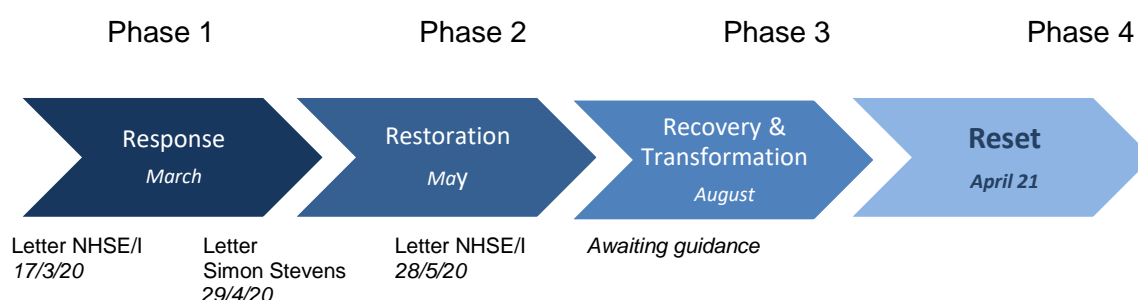 Phase 1
Phase 2
Phase 3
Phase 4
Response
March
Restoration
May
Recovery &
Transformation
August
Reset
April 21
Letter NHSE/I
17/3/20
Letter
Simon Stevens
29/4/20
Letter NHSE/I
28/5/20
Awaiting guidance